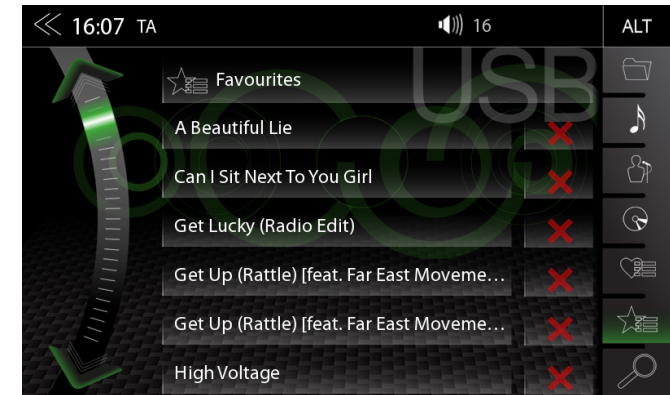 16:07 TA 16 ALT
USB
Favourites
A Beautiful Lie
Can I Sit Next To You Girl
Get Lucky (Radio Edit)
Get Up (Rattle) [feat. Far East Moveme...
Get Up (Rattle) [feat. Far East Moveme...
High Voltage